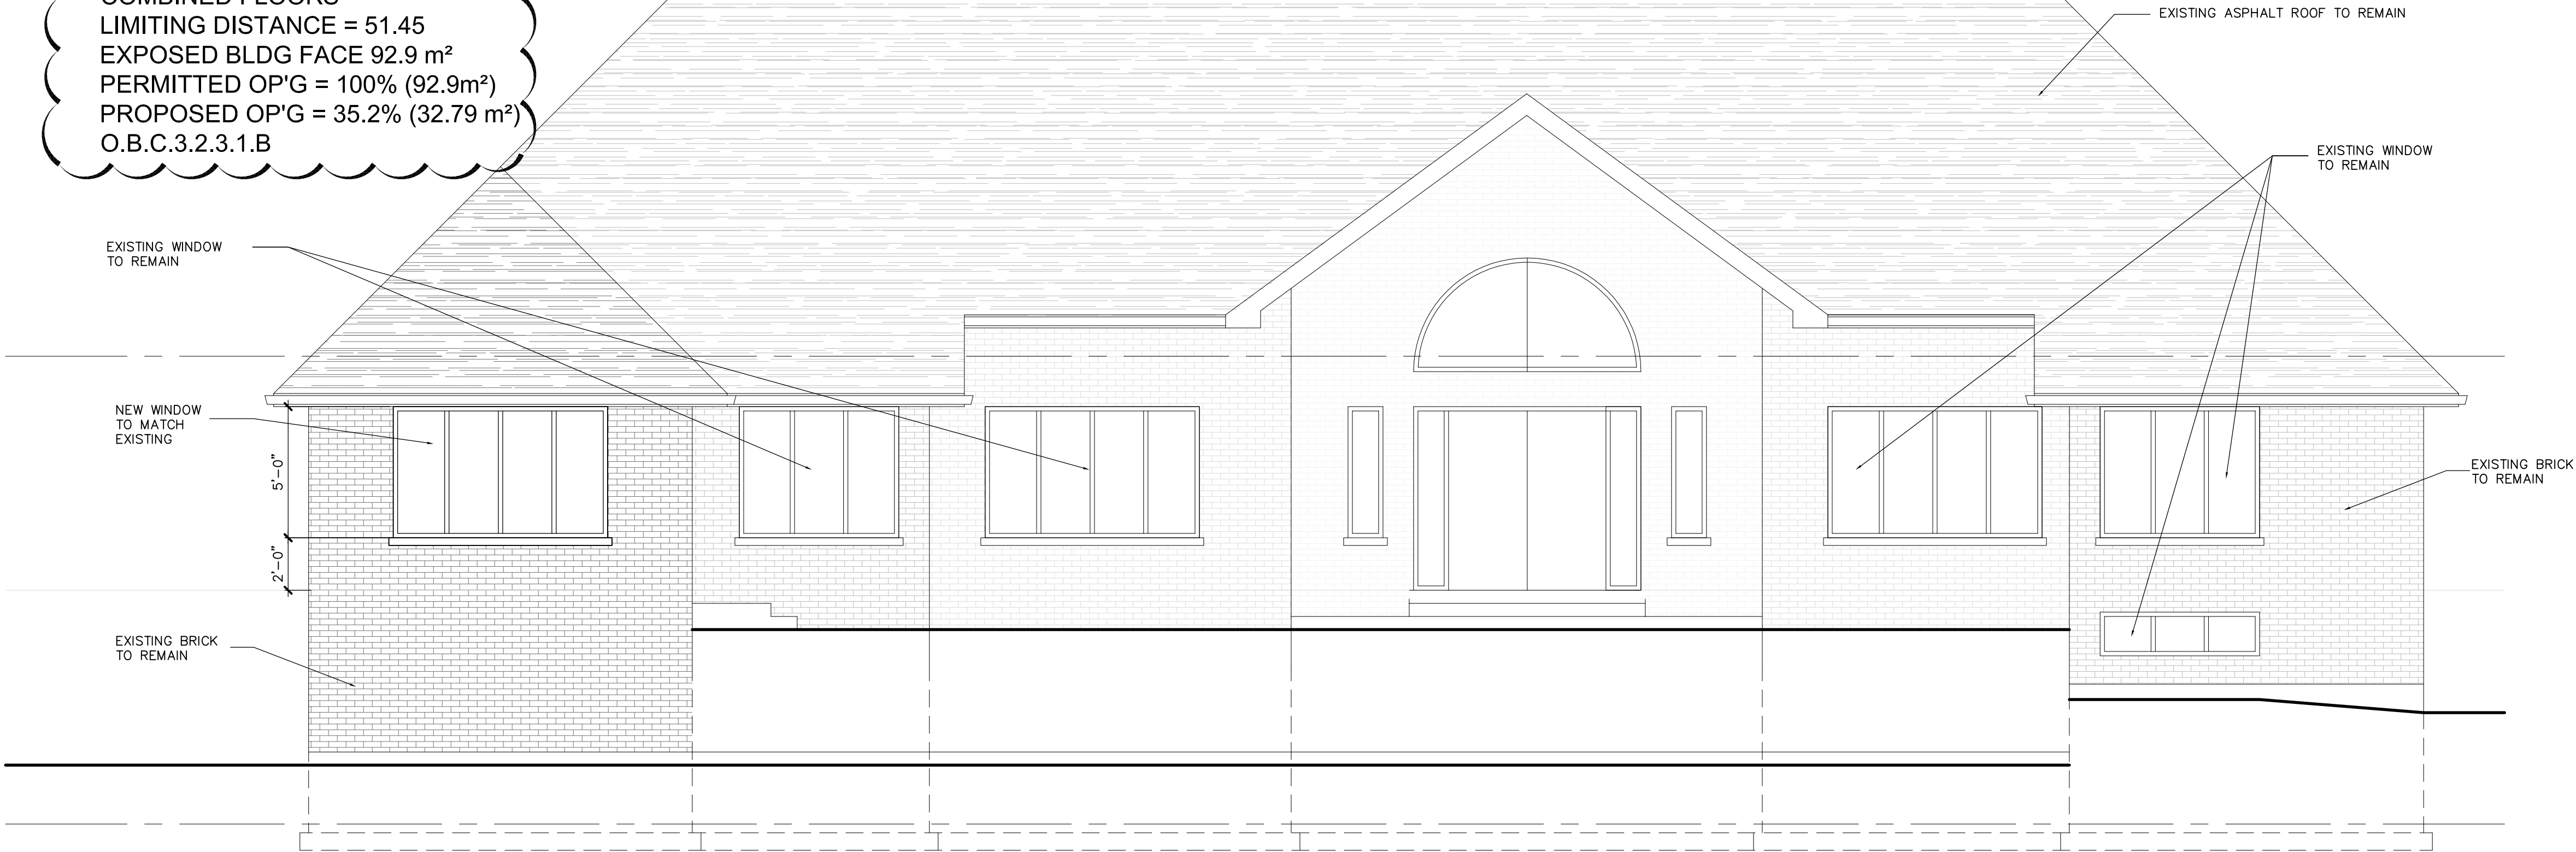 COMBINED FLOORS
LIMITING DISTANCE = 51.45
EXPOSED BLDG FACE 92.9 m²
PERMITTED OP'G = 100% (92.9m²)
PROPOSED OP'G = 35.2% (32.79 m²)
O.B.C.3.2.3.1.B
EXISTING ASPHALT ROOF TO REMAIN
EXISTING WINDOW
TO REMAIN
EXISTING WINDOW
TO REMAIN
NEW WINDOW
TO MATCH
EXISTING
5'-0"
2'-0"
EXISTING BRICK
TO REMAIN
EXISTING BRICK
TO REMAIN